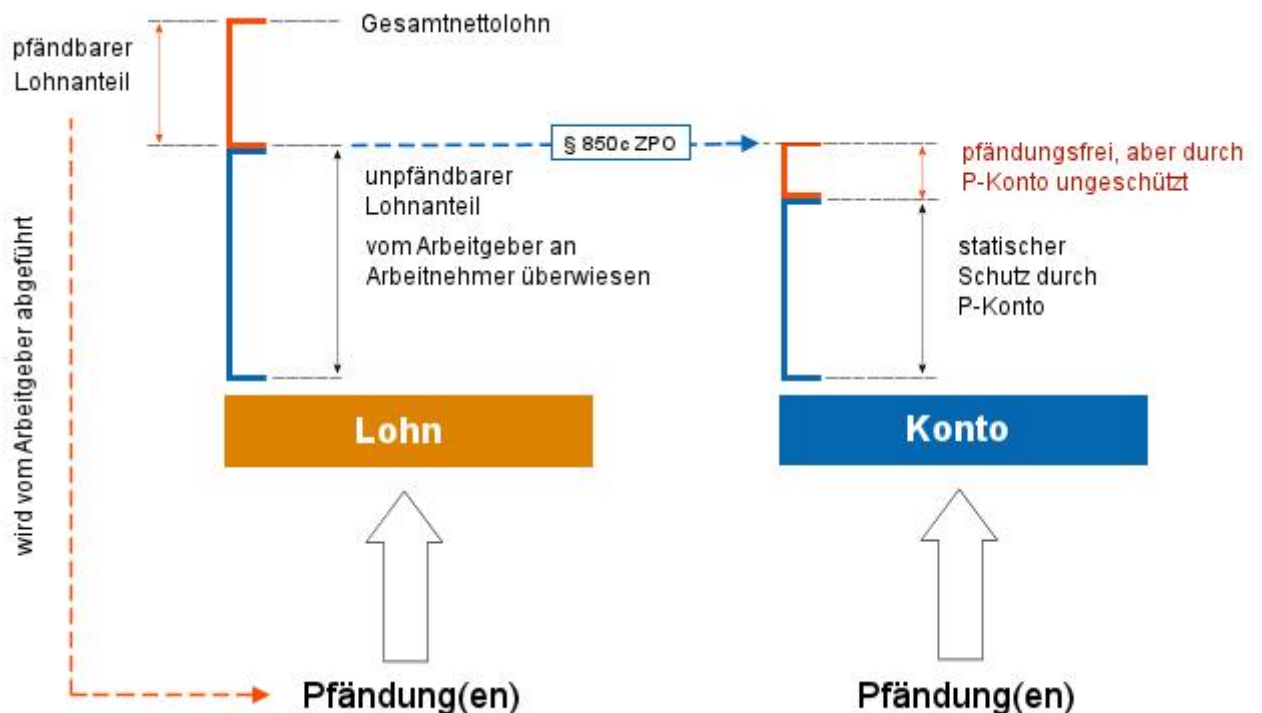 Gesamtnettolohn
pfändbarer
Lohnanteil
§ 850c ZPO
pfändungsfrei, aber durch
P-Konto ungeschützt
unpfändbarer
Lohnanteil
vom Arbeitgeber an
Arbeitnehmer überwiesen
statischer
Schutz durch
P-Konto
wird vom Arbeitgeber abgeführt
Lohn
Konto
Pfändung(en)
Pfändung(en)